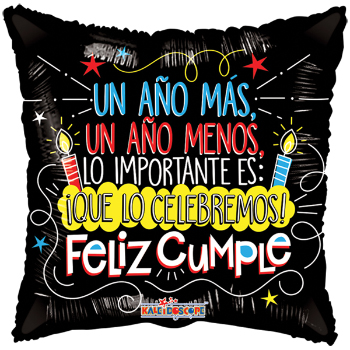 UN AÑO MÁS,
UN AÑO MENOS,
LO IMPORTANTE ES:
¡QUE LO CELEBREMOS!
FELIZ CUMPLE
KALEIDOSCOPE